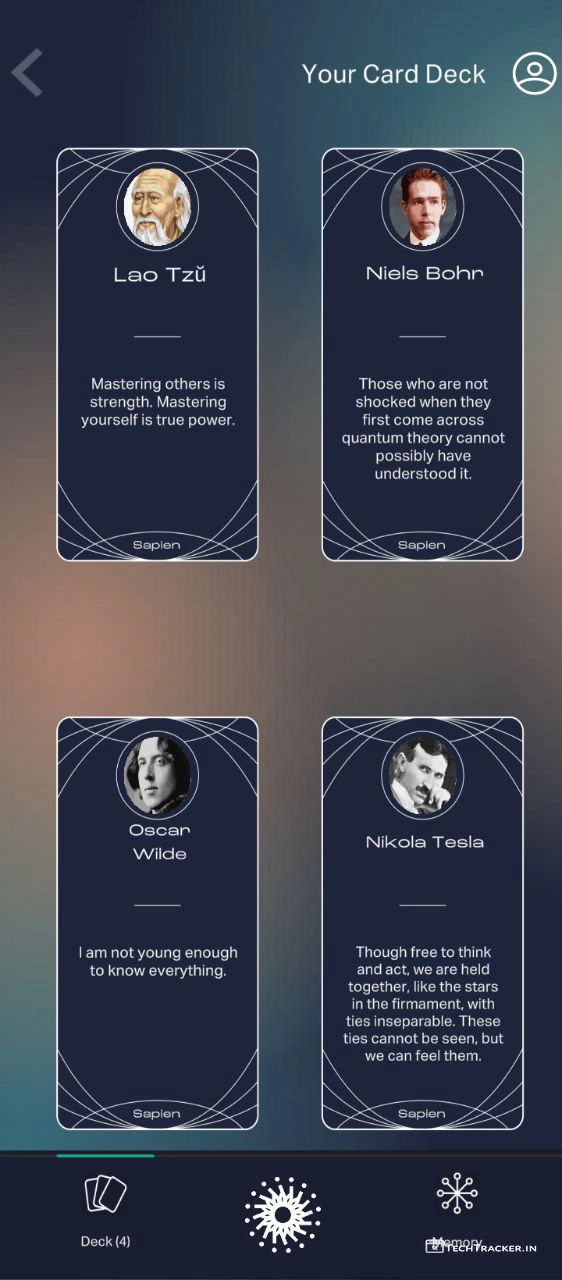 Your Card Deck
Lao Tzŭ
Mastering others is
strength. Mastering
yourself is true power.
Sapien
Niels Bohr
Those who are not
shocked when they
first come across
quantum theory cannot
possibly have
understood it.
Sapien
Oscar
Wilde
I am not young enough
to know everything.
Sapien
Nikola Tesla
Though free to think
and act, we are held
together, like the stars
in the firmament, with
ties inseparable. These
ties cannot be seen, but
we can feel them.
Sapien
Deck (4)
Memory
TECHTRACKER.IN